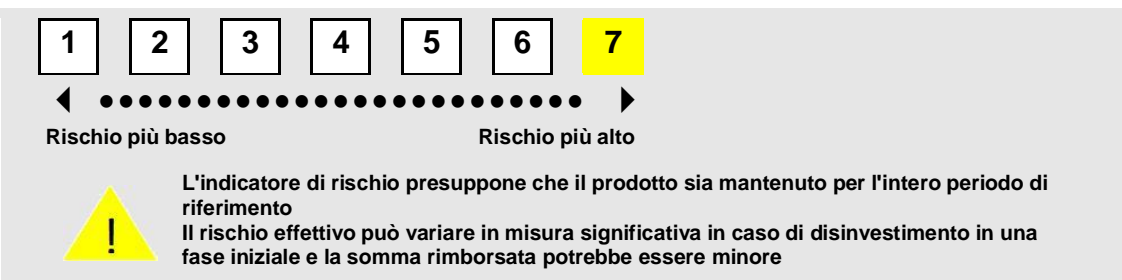 1 2 3 4 5 6 7
Rischio più basso Rischio più alto
L'indicatore di rischio presuppone che il prodotto sia mantenuto per l'intero periodo di
riferimento
Il rischio effettivo può variare in misura significativa in caso di disinvestimento in una
fase iniziale e la somma rimborsata potrebbe essere minore
!